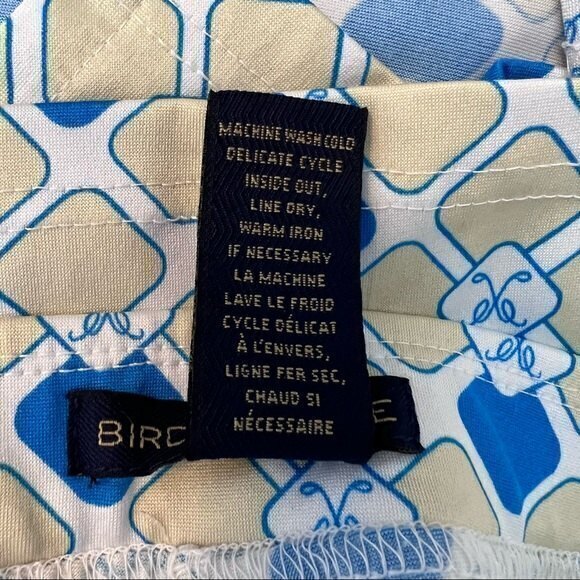 MACHINE WASH COLD
DELICATE CYCLE
INSIDE OUT,
LINE DRY,
WARM IRON
IF NECESSARY
LA MACHINE
LAVE LE FROID
CYCLE DÉLICAT
À L'ENVERS,
LIGNE FER SEC,
CHAUD SI
NÉCESSAIRE
BIRD